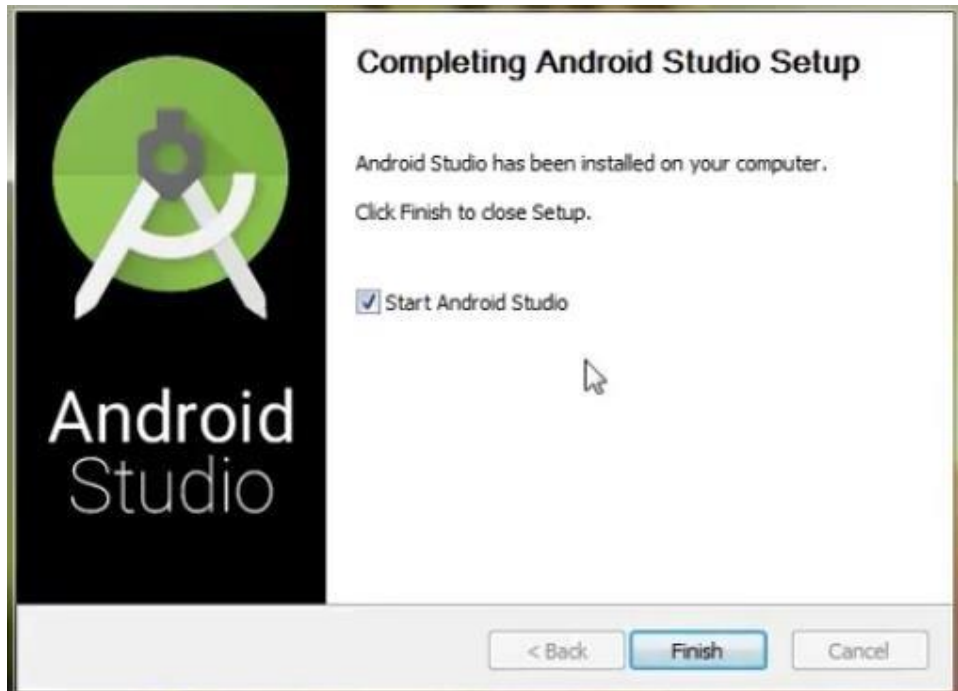 Completing Android Studio Setup
Android Studio has been installed on your computer.
Click Finish to close Setup.
Start Android Studio
Android
Studio
< Back
Finish
Cancel